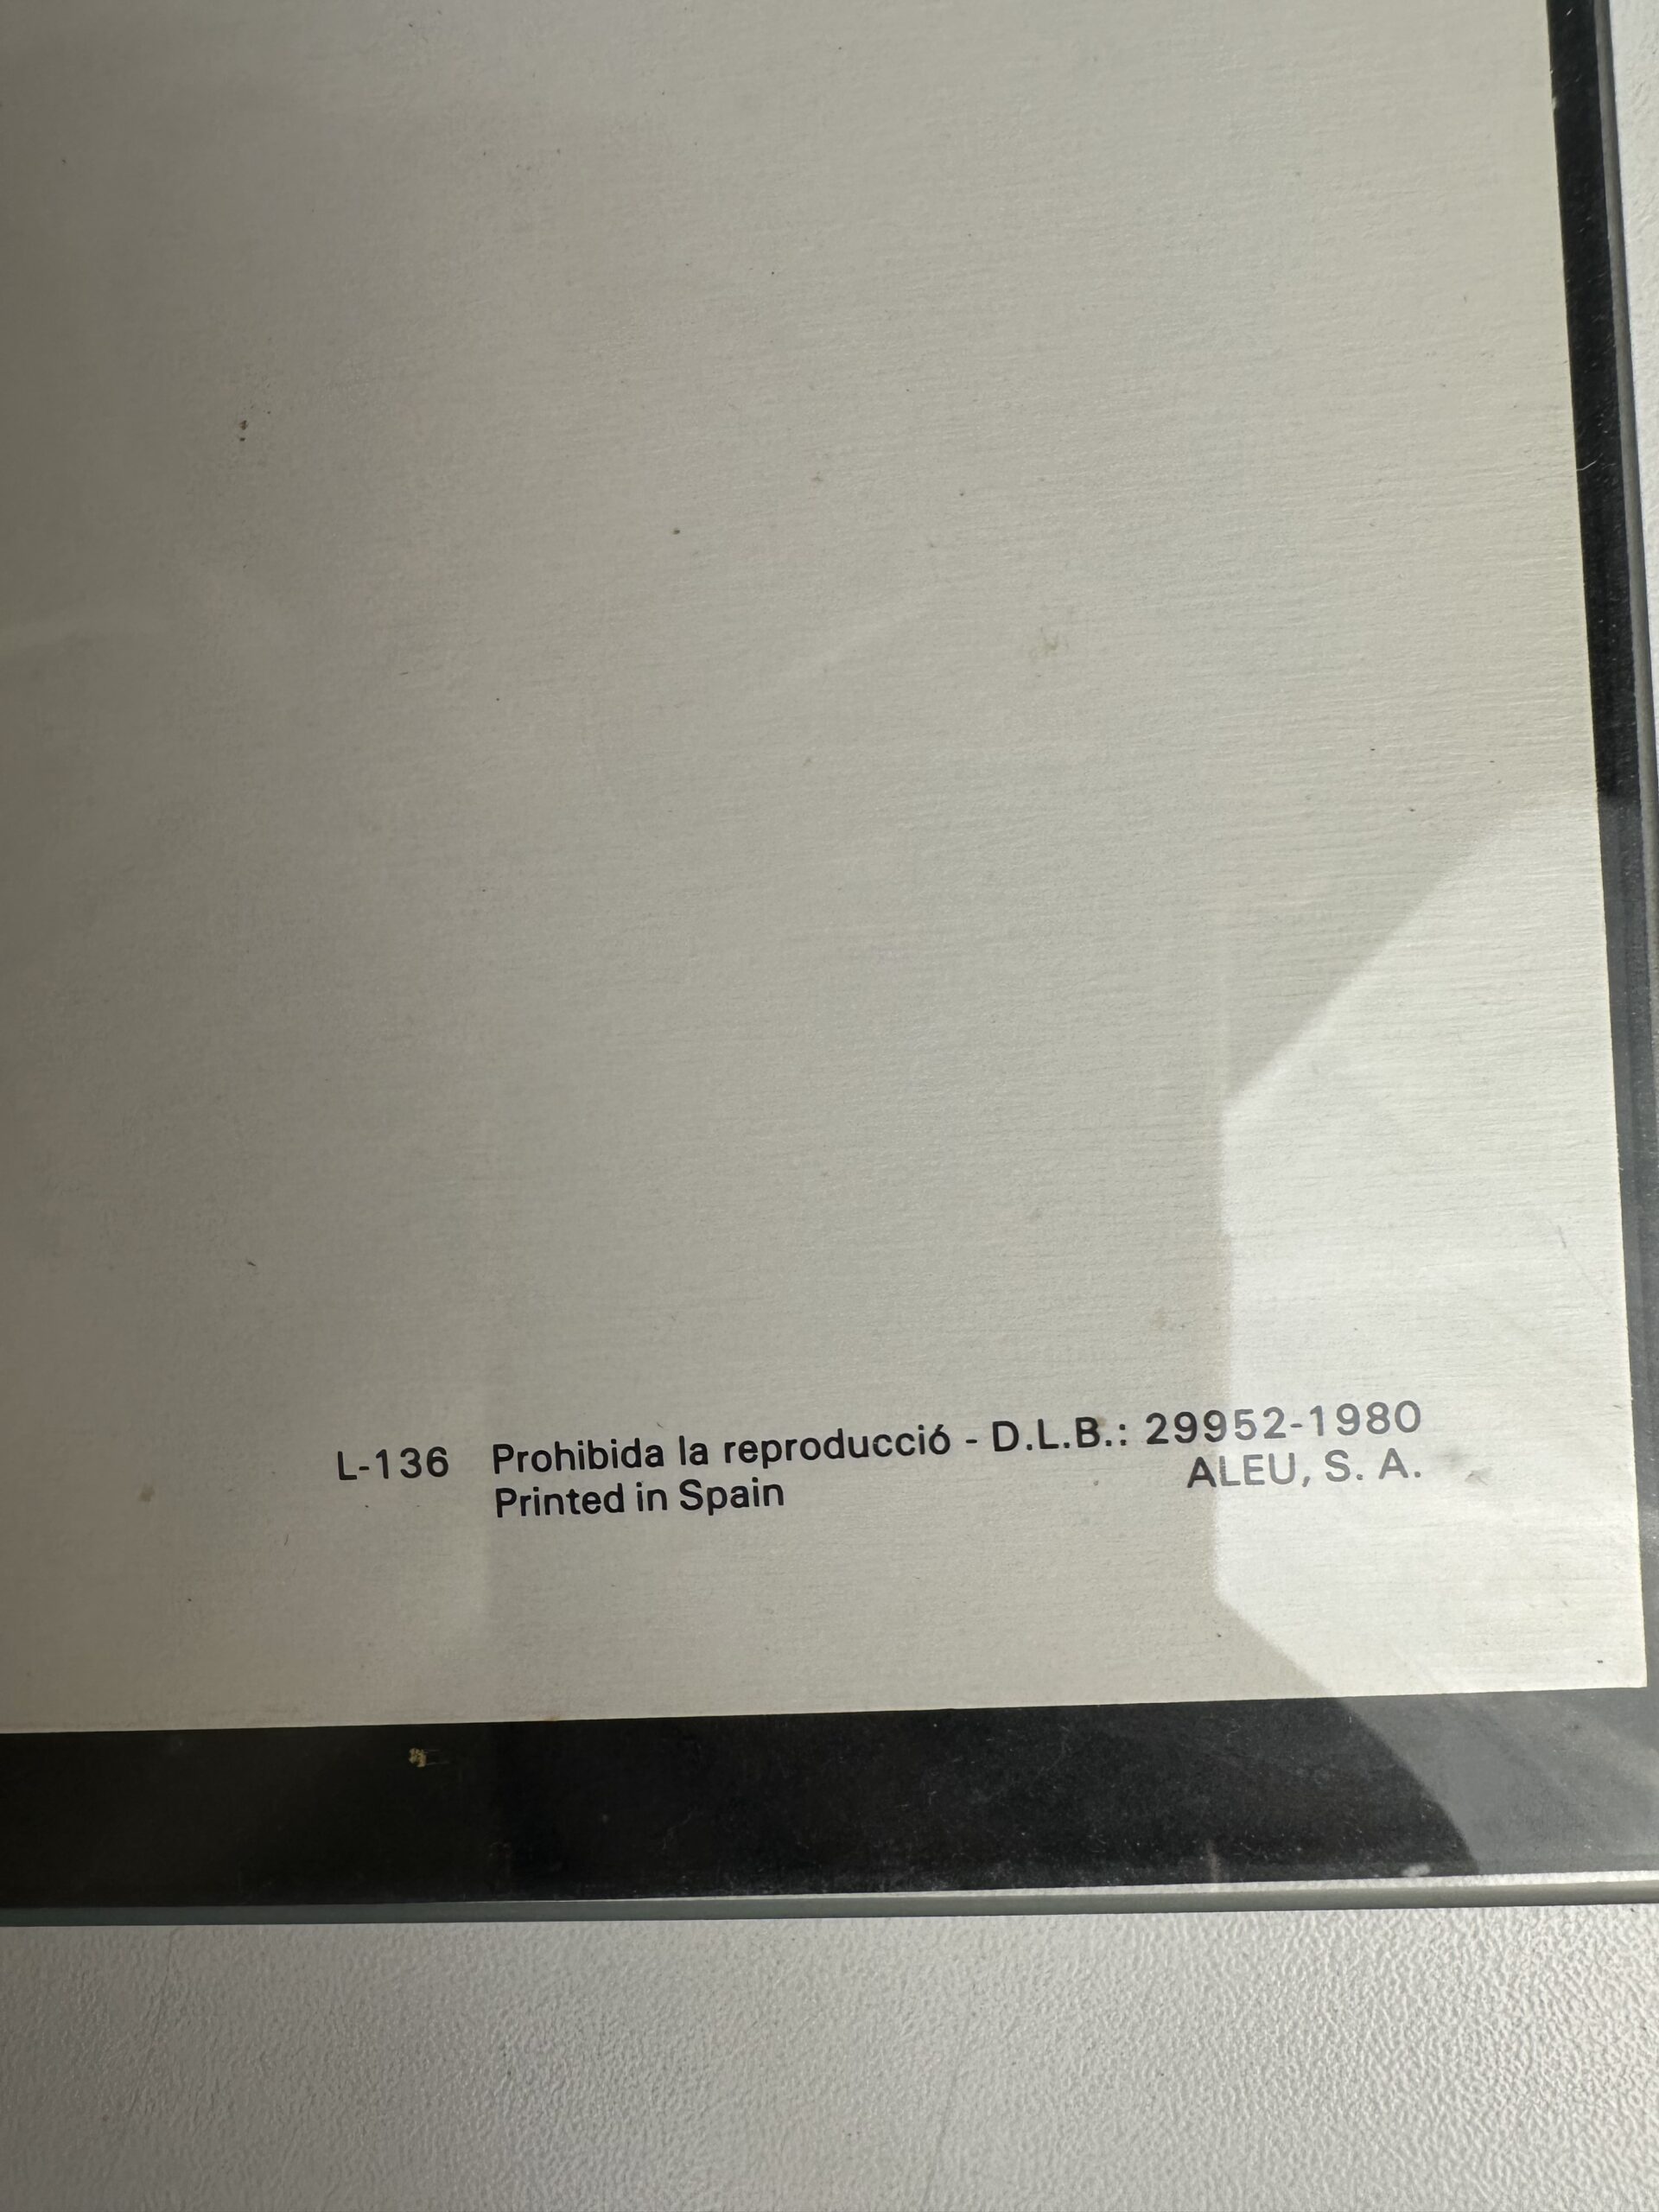 L-136 Prohibida la reproducció - D.L.B.: 29952-1980
Printed in Spain ALEU, S. A.